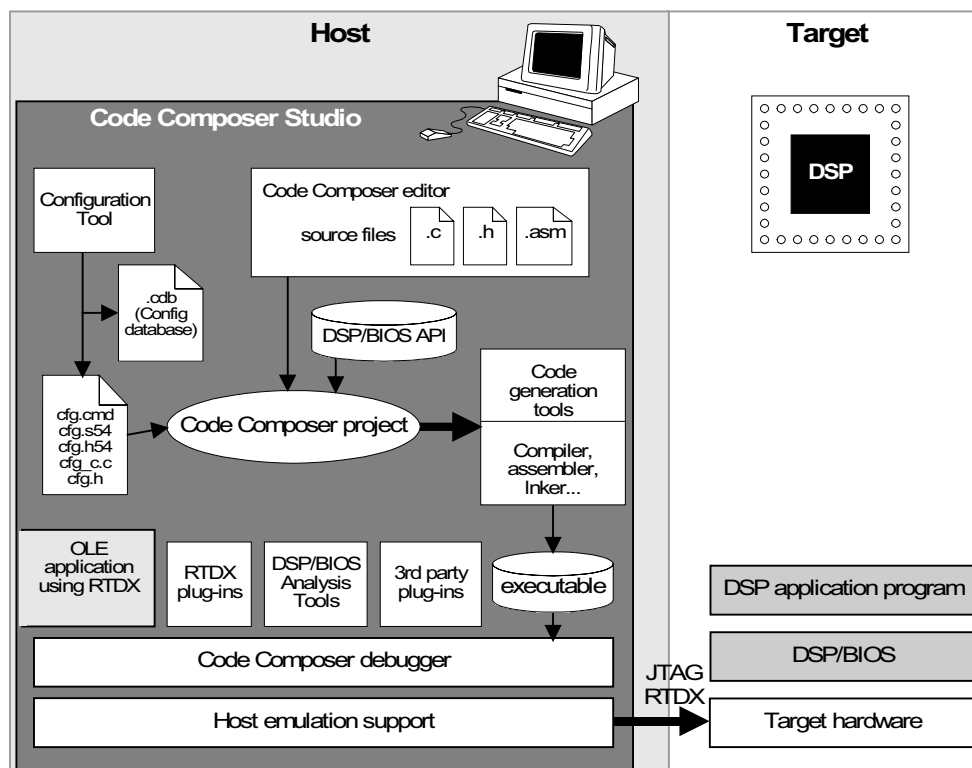 Host
Target
Code Composer Studio
DSP
Configuration
Tool
Code Composer editor
source files
.c
.h
.asm
.cdb
(Config
database)
DSP/BIOS API
Code
generation
tools
Compiler,
assembler,
lnker...
cfg.cmd
cfg.s54
cfg.h54
cfg_c.c
cfg.h
Code Composer project
OLE
application
using RTDX
RTDX
plug-ins
DSP/BIOS
Analysis
Tools
3rd party
plug-ins
executable
DSP application program
Code Composer debugger
DSP/BIOS
JTAG
RTDX
Host emulation support
Target hardware